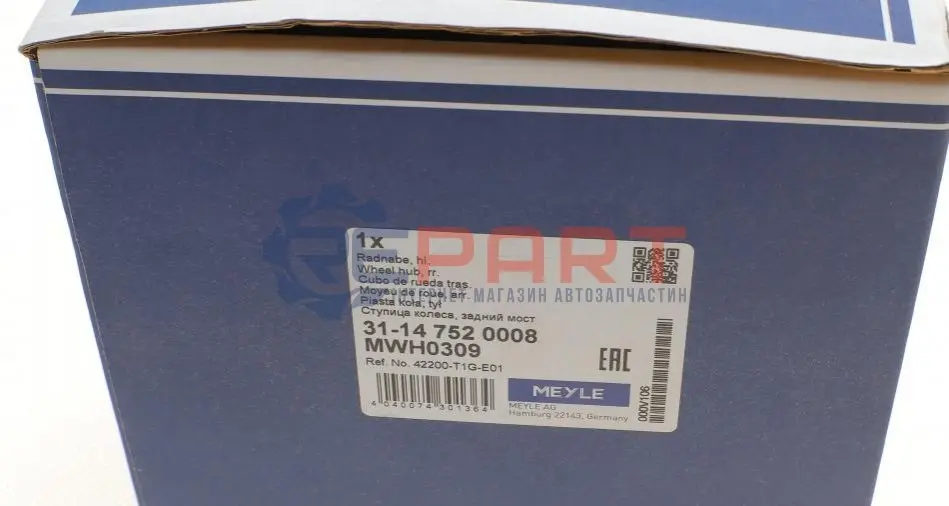 1x
Radnabe, hi.
Wheel hub, rr.
Cubo de rueda tras.
Moyeu de roue, arr.
Piasta koła, tył
Ступица колеса, задний мост
31-14 752 0008
MWH0309
Ref. No. 42200-T1G-E01
4 040074 301364
EAC
MEYLE
MEYLE AG
Hamburg 22143, Germany
000V106
PART
МАГАЗИН АВТОЗАПЧАСТИН